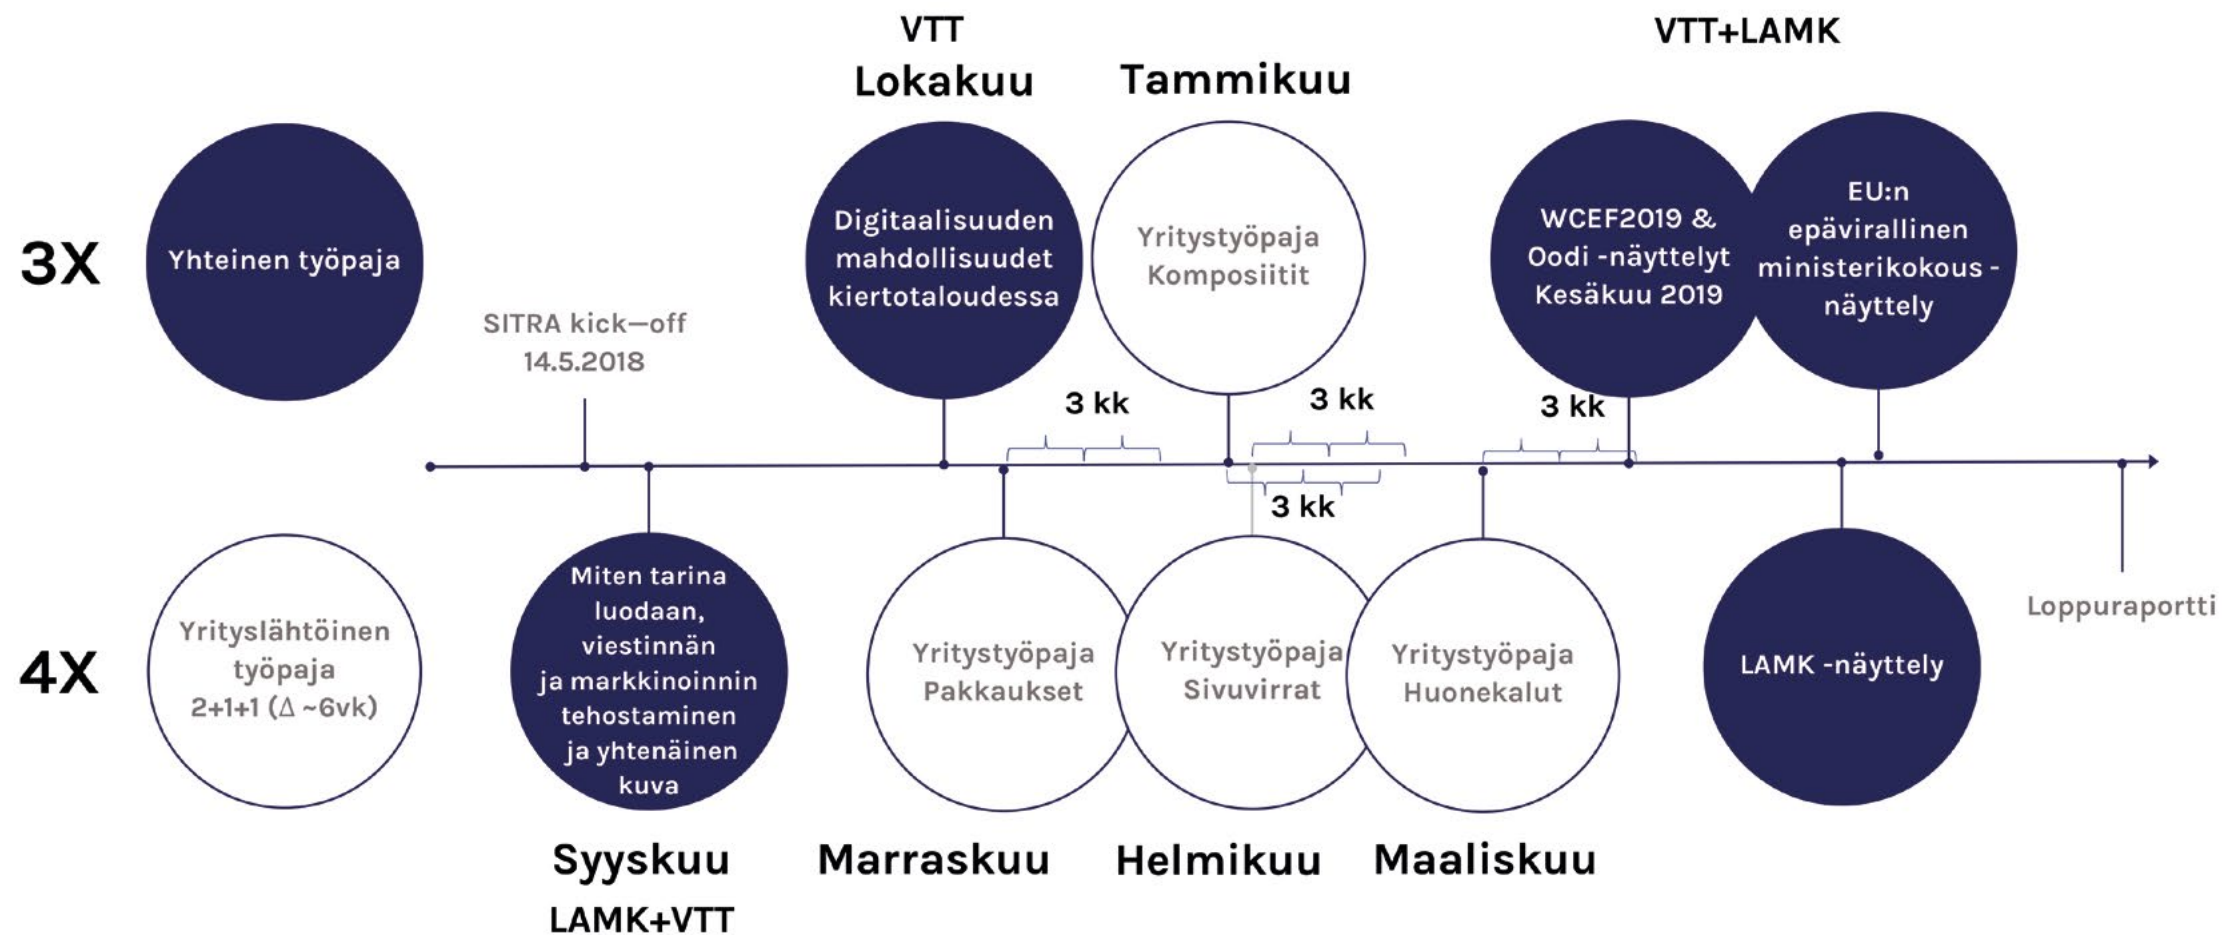 VTT
Lokakuu
Tammikuu
VTT+LAMK
3X
Yhteinen työpaja
SITRA kick—off
14.5.2018
Digitaalisuuden
mahdollisuudet
kiertotaloudessa
Yritystyöpaja
Komposiitit
WCEF2019 &
Oodi -näyttelyt
Kesäkuu 2019
EU:n
epävirallinen
ministerikokous -
näyttely
3 kk
3 kk
3 kk
3 kk
4X
Yrityslähtöinen
työpaja
2+1+1 (Δ ~6vk)
Miten tarina
luodaan,
viestinnän
ja markkinoinnin
tehostaminen
ja yhtenäinen
kuva
Yritystyöpaja
Pakkaukset
Yritystyöpaja
Sivuvirrat
Yritystyöpaja
Huonekalut
LAMK -näyttely
Loppuraportti
Syyskuu
LAMK+VTT
Marraskuu
Helmikuu
Maaliskuu